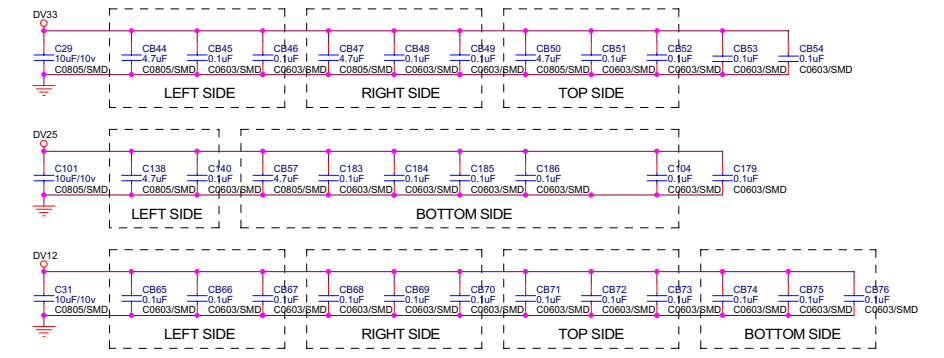 DV33
C29 CB44 CB45 CB46 CB47 CB48 CB49 CB50 CB51 CB52 CB53 CB54
10uF/10v 4.7uF 0.1uF 0.1uF 4.7uF 0.1uF 0.1uF 4.7uF 0.1uF 0.1uF 0.1uF 0.1uF
C0805/SMD C0805/SMD C0603/SMD C0603/SMD C0805/SMD C0603/SMD C0603/SMD C0805/SMD C0603/SMD C0603/SMD C0603/SMD C0603/SMD
LEFT SIDE RIGHT SIDE TOP SIDE
DV25
C101 C138 C140 CB57 C183 C184 C185 C186 C104 C179
10uF/10v 4.7uF 0.1uF 4.7uF 0.1uF 0.1uF 0.1uF 0.1uF 0.1uF 0.1uF
C0805/SMD C0805/SMD C0603/SMD C0805/SMD C0603/SMD C0603/SMD C0603/SMD C0603/SMD C0603/SMD C0603/SMD
LEFT SIDE BOTTOM SIDE
DV12
C31 CB65 CB66 CB67 CB68 CB69 CB70 CB71 CB72 CB73 CB74 CB75 CB76
10uF/10v 0.1uF 0.1uF 0.1uF 0.1uF 0.1uF 0.1uF 0.1uF 0.1uF 0.1uF 0.1uF 0.1uF 0.1uF
C0805/SMD C0603/SMD C0603/SMD C0603/SMD C0603/SMD C0603/SMD C0603/SMD C0603/SMD C0603/SMD C0603/SMD C0603/SMD C0603/SMD C0603/SMD
LEFT SIDE RIGHT SIDE TOP SIDE BOTTOM SIDE